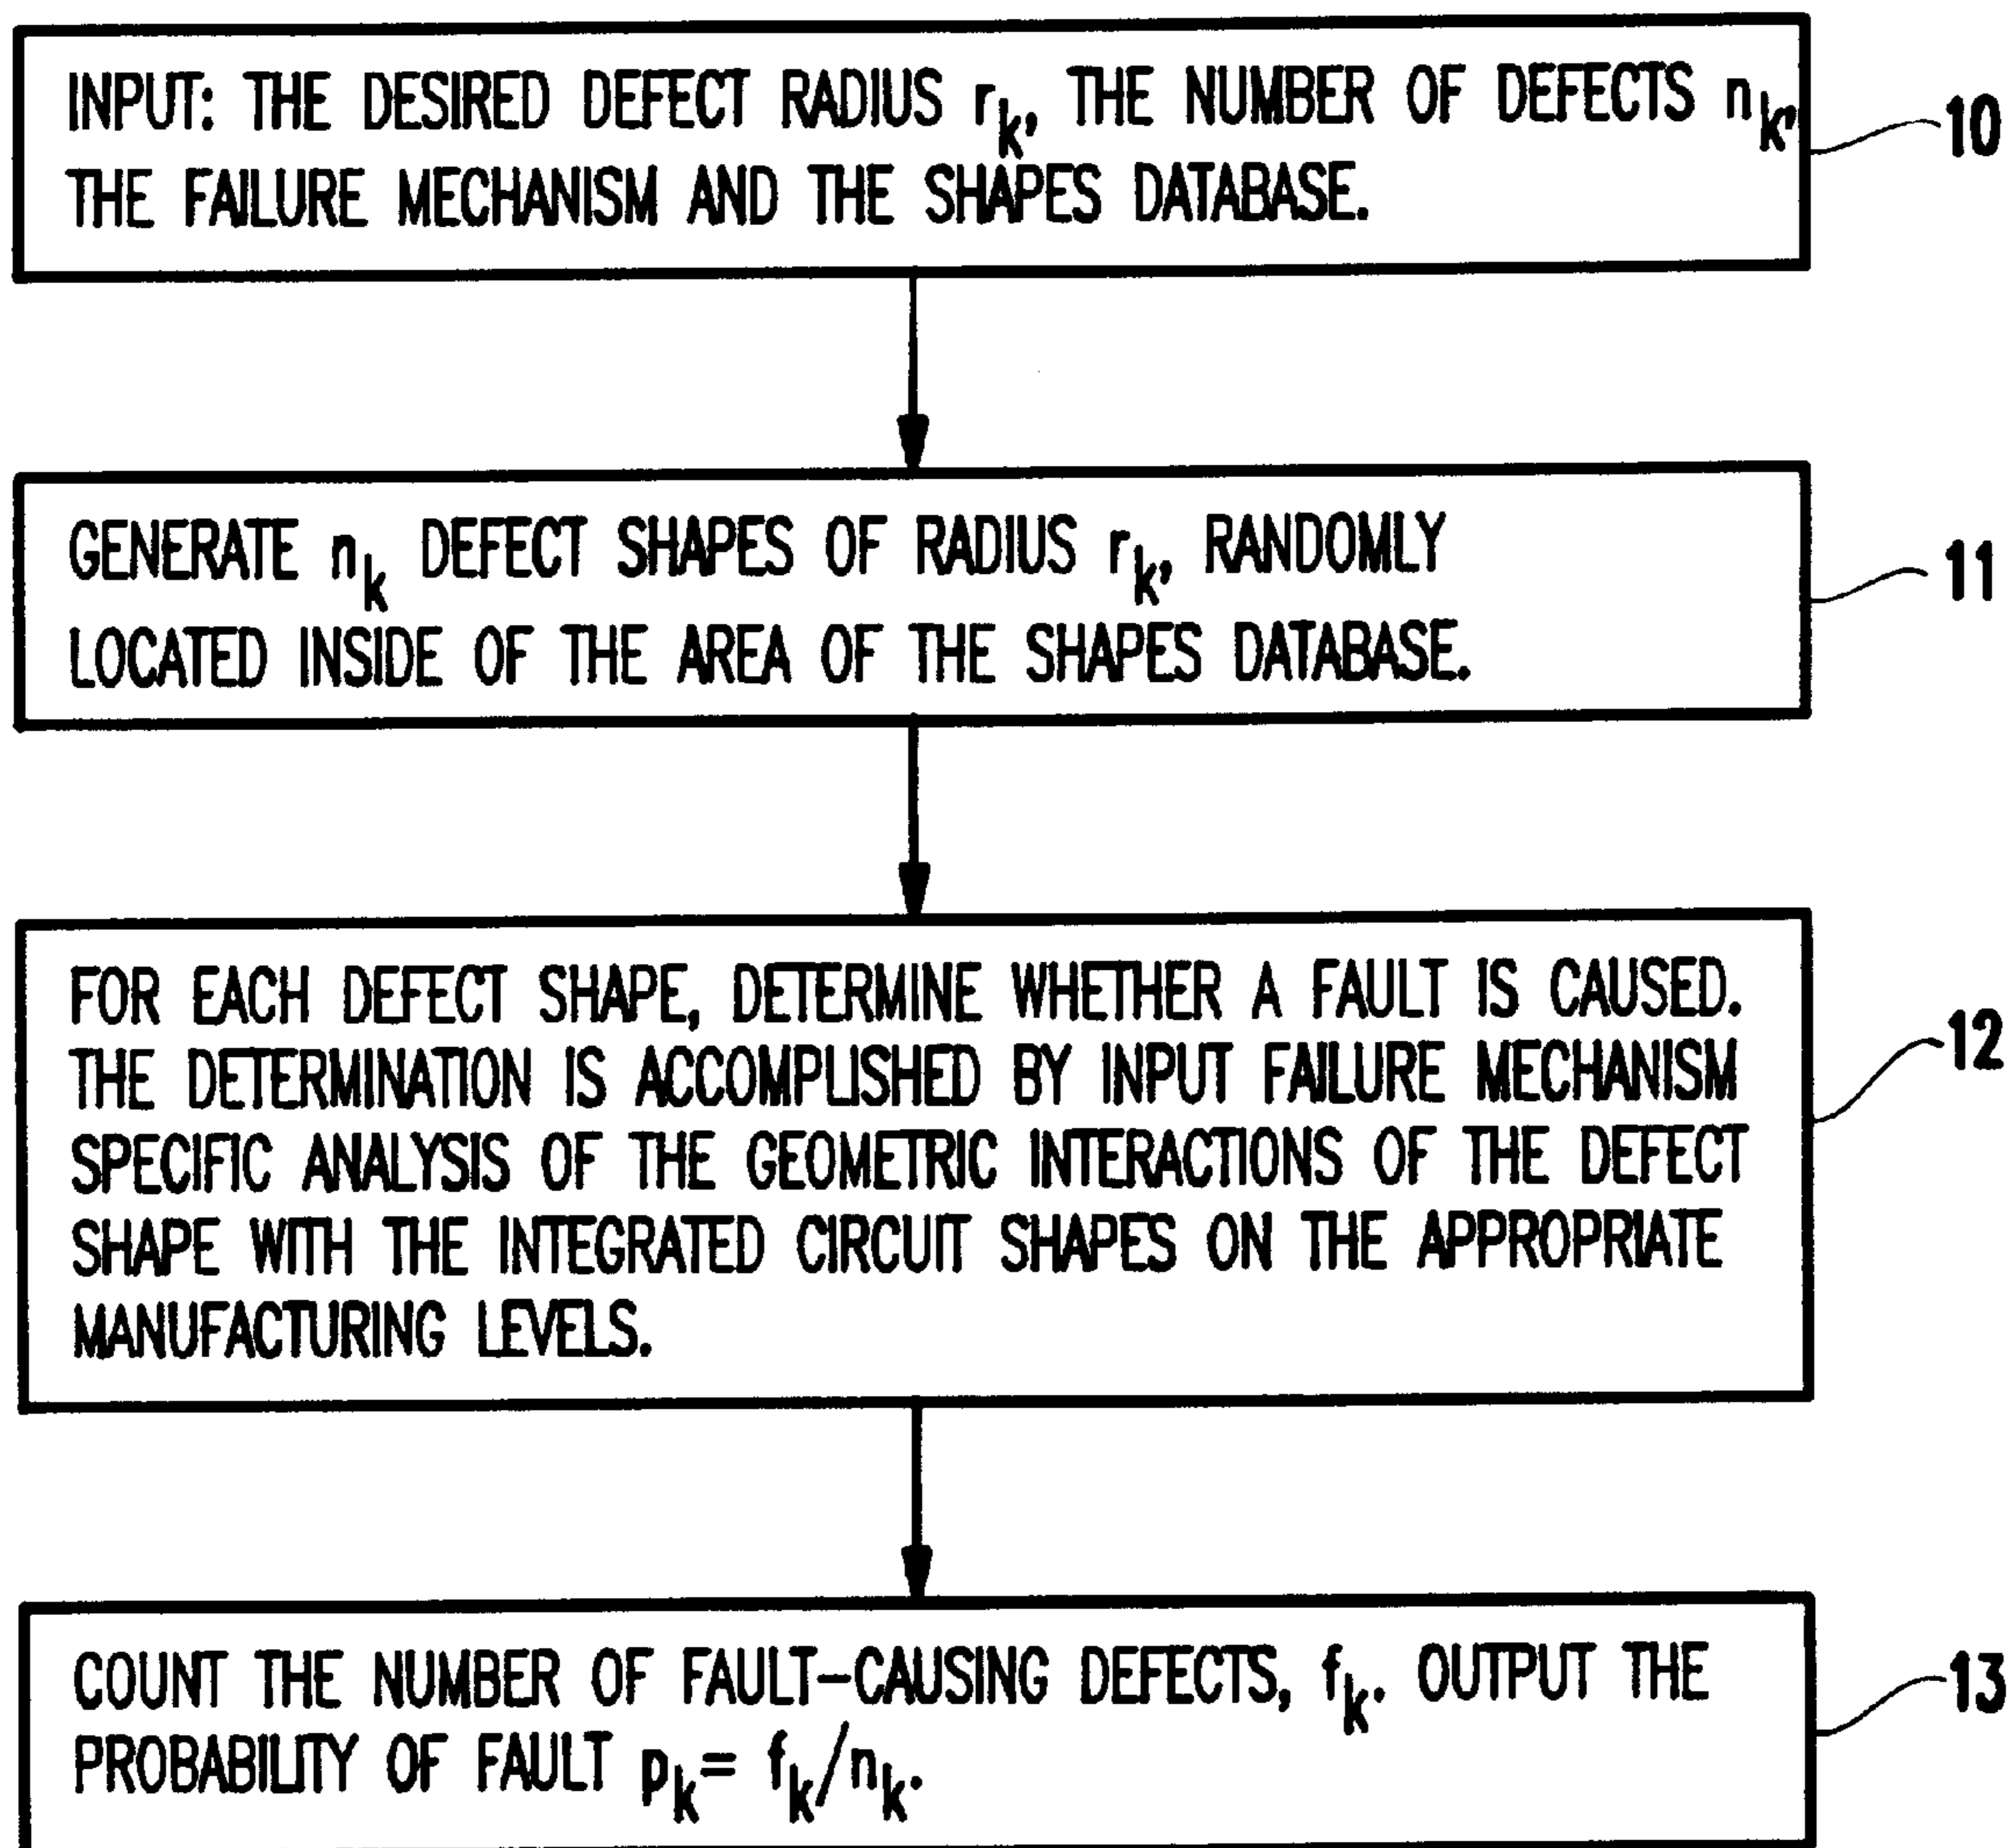 INPUT: THE DESIRED DEFECT RADIUS rk, THE NUMBER OF DEFECTS nk,
THE FAILURE MECHANISM AND THE SHAPES DATABASE.
10
GENERATE nk DEFECT SHAPES OF RADIUS rk, RANDOMLY
LOCATED INSIDE OF THE AREA OF THE SHAPES DATABASE.
11
FOR EACH DEFECT SHAPE, DETERMINE WHETHER A FAULT IS CAUSED.
THE DETERMINATION IS ACCOMPLISHED BY INPUT FAILURE MECHANISM
SPECIFIC ANALYSIS OF THE GEOMETRIC INTERACTIONS OF THE DEFECT
SHAPE WITH THE INTEGRATED CIRCUIT SHAPES ON THE APPROPRIATE
MANUFACTURING LEVELS.
12
COUNT THE NUMBER OF FAULT-CAUSING DEFECTS, fk. OUTPUT THE
PROBABILITY OF FAULT pk= fk/nk.
13